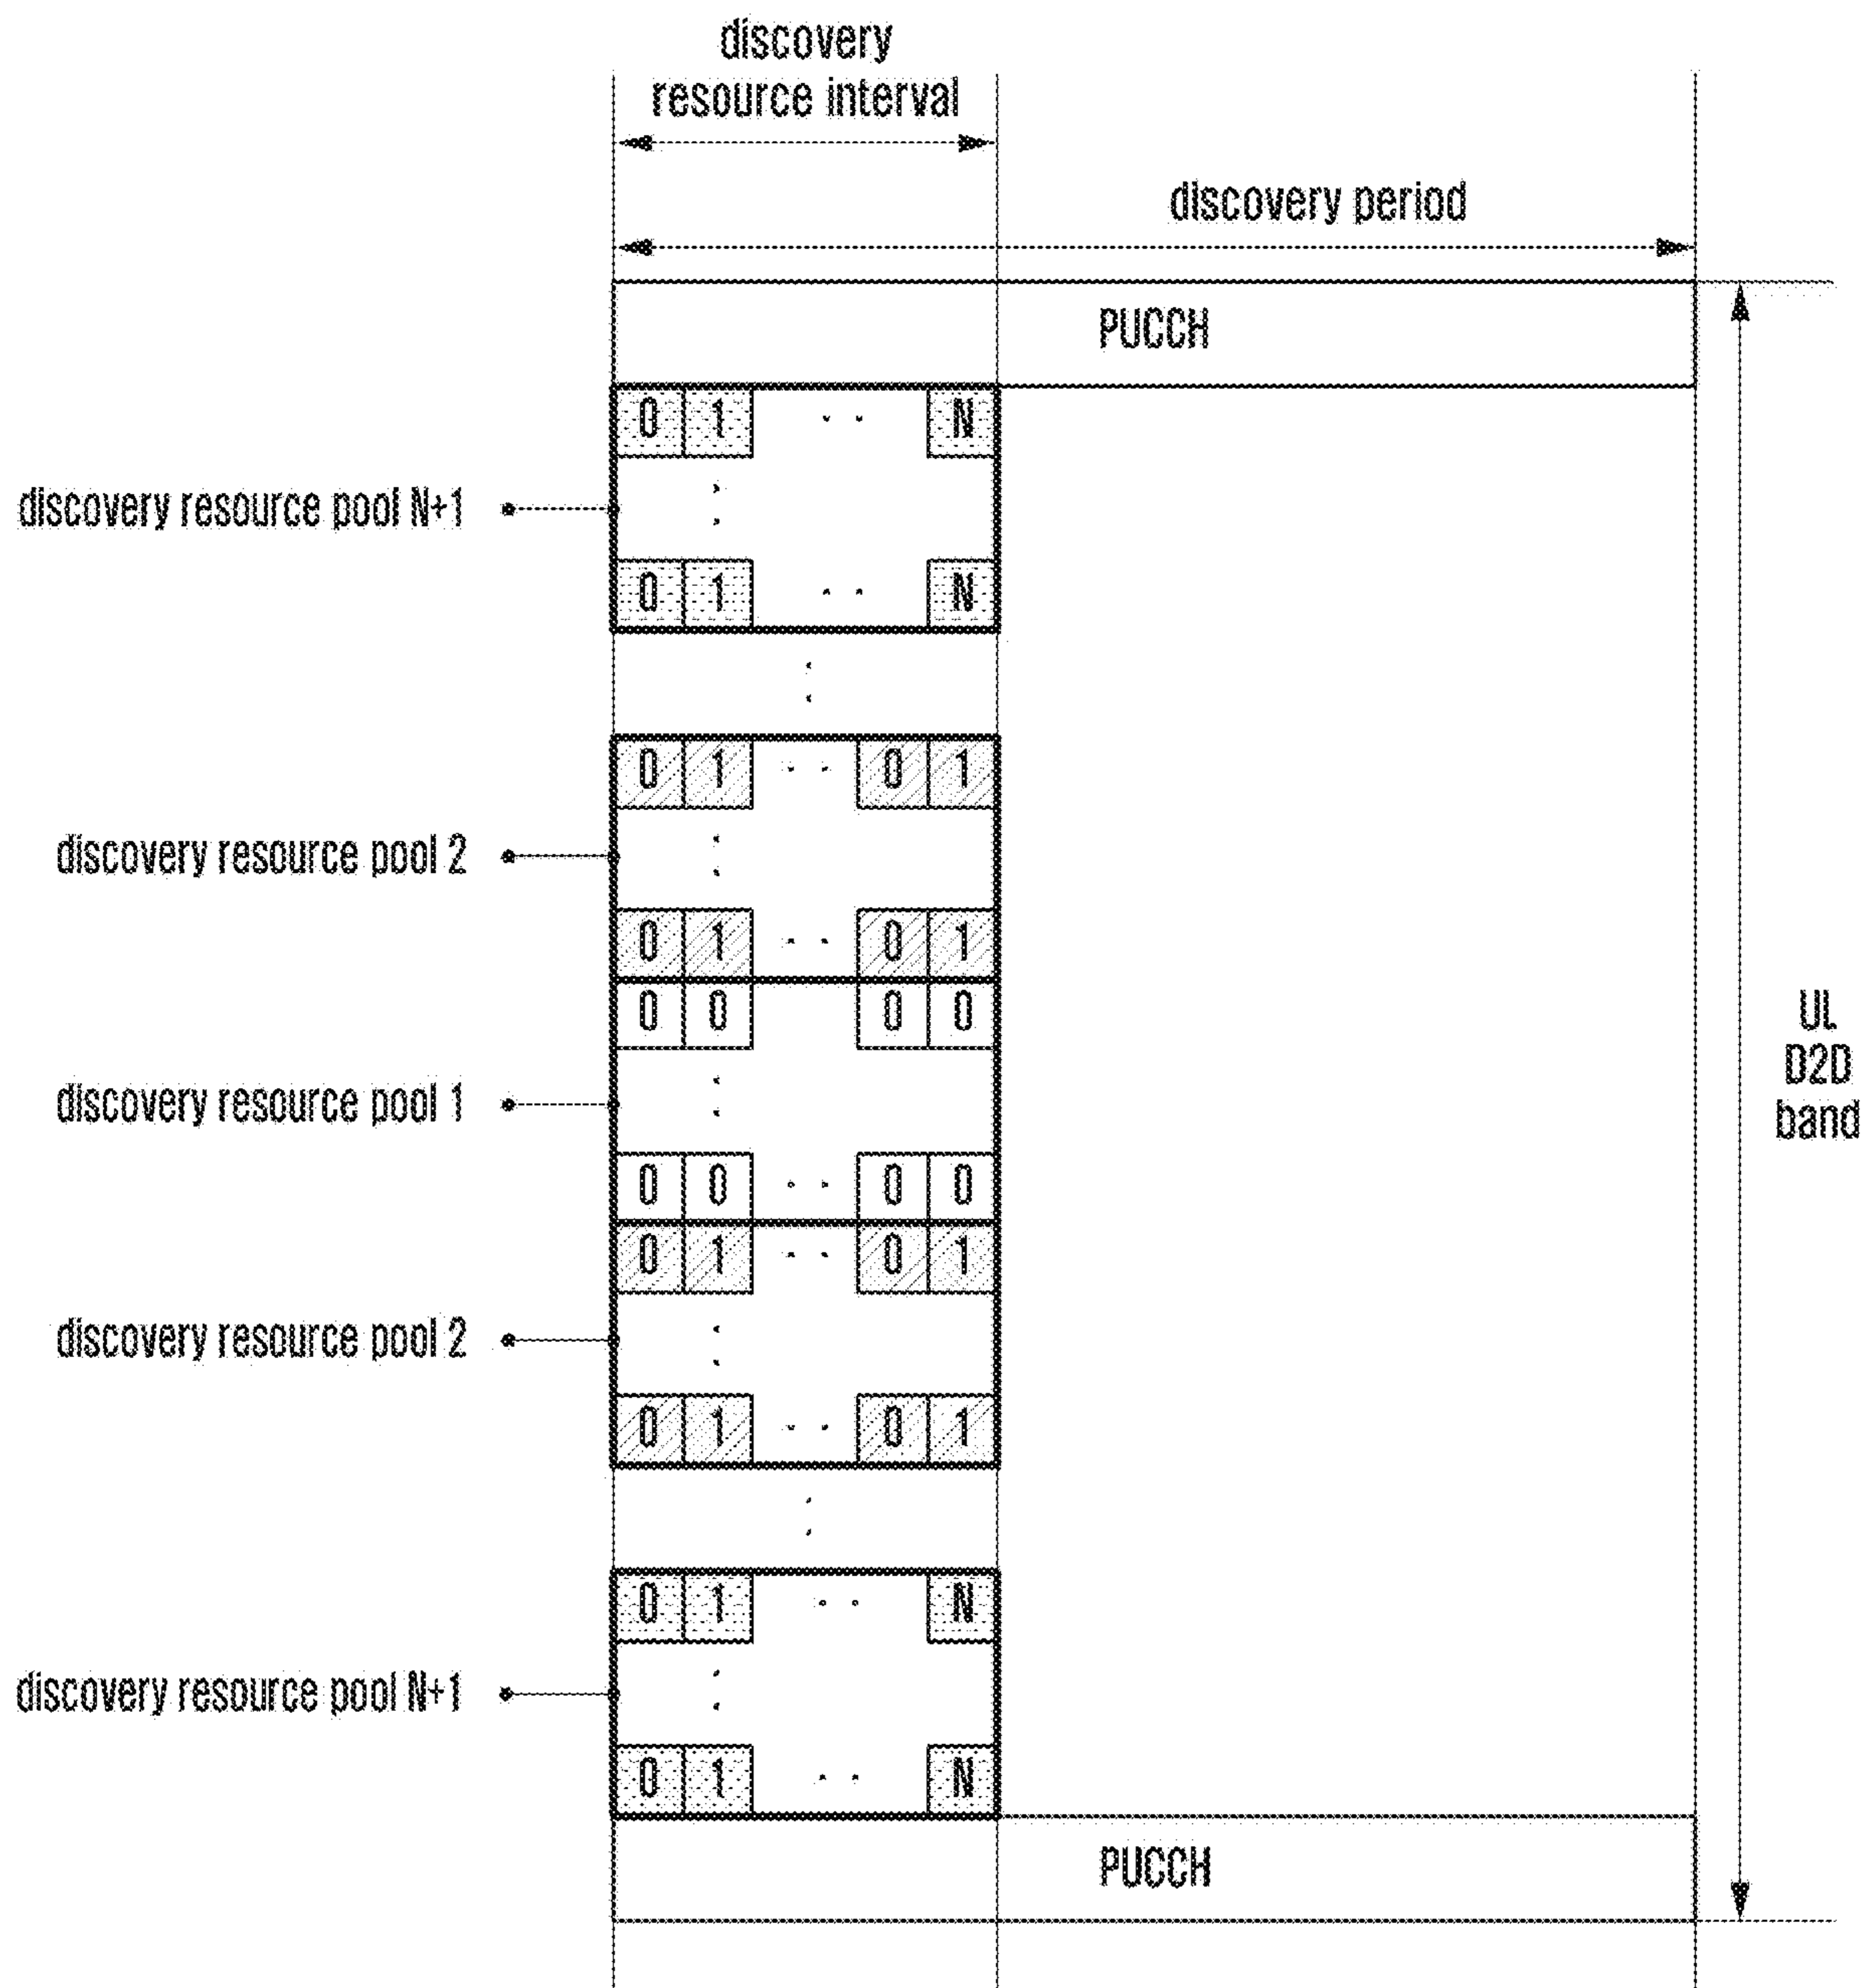 discovery
resource interval
discovery period
PUCCH
0 1 · · N
discovery resource pool N+1
0 1 · · N
0 1 · · 0 1
discovery resource pool 2
0 1 · · 0 1
0 0 0 0
discovery resource pool 1
0 0 · · 0 0
0 1 · · 0 1
discovery resource pool 2
0 1 · · 0 1
UL
D2D
band
0 1 · · N
discovery resource pool N+1
0 1 · · N
PUCCH